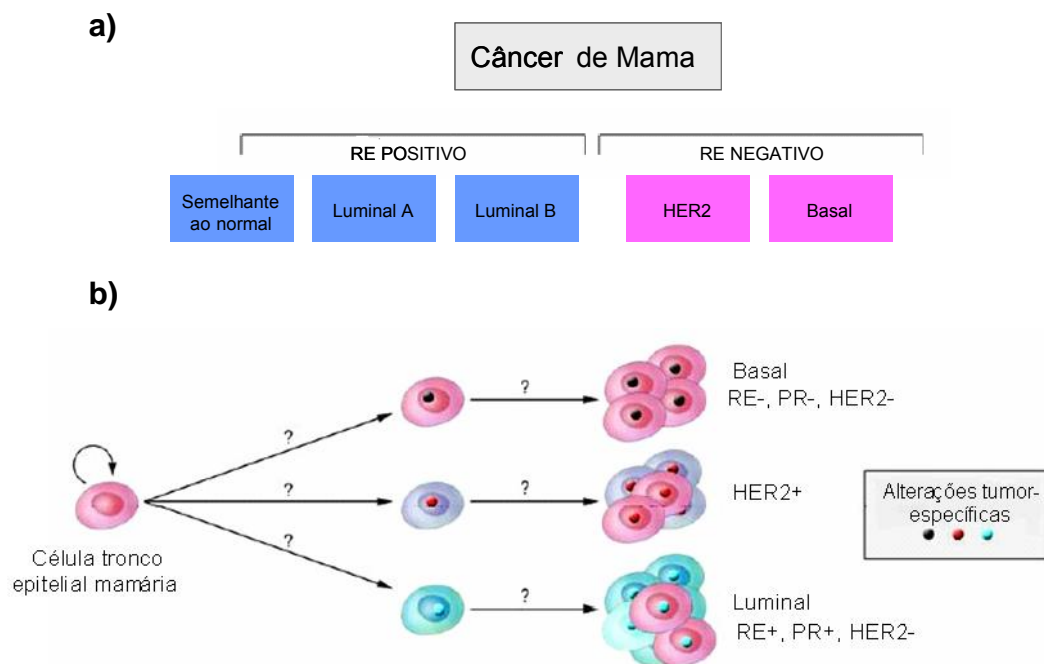 a)
Câncer de Mama
RE POSITIVO
RE NEGATIVO
Semelhante
ao normal
Luminal A
Luminal B
HER2
Basal
b)
?
?
?
?
?
?
Célula tronco
epitelial mamária
Basal
RE-, PR-, HER2-
HER2+
Luminal
RE+, PR+, HER2-
Alterações tumor-
específicas